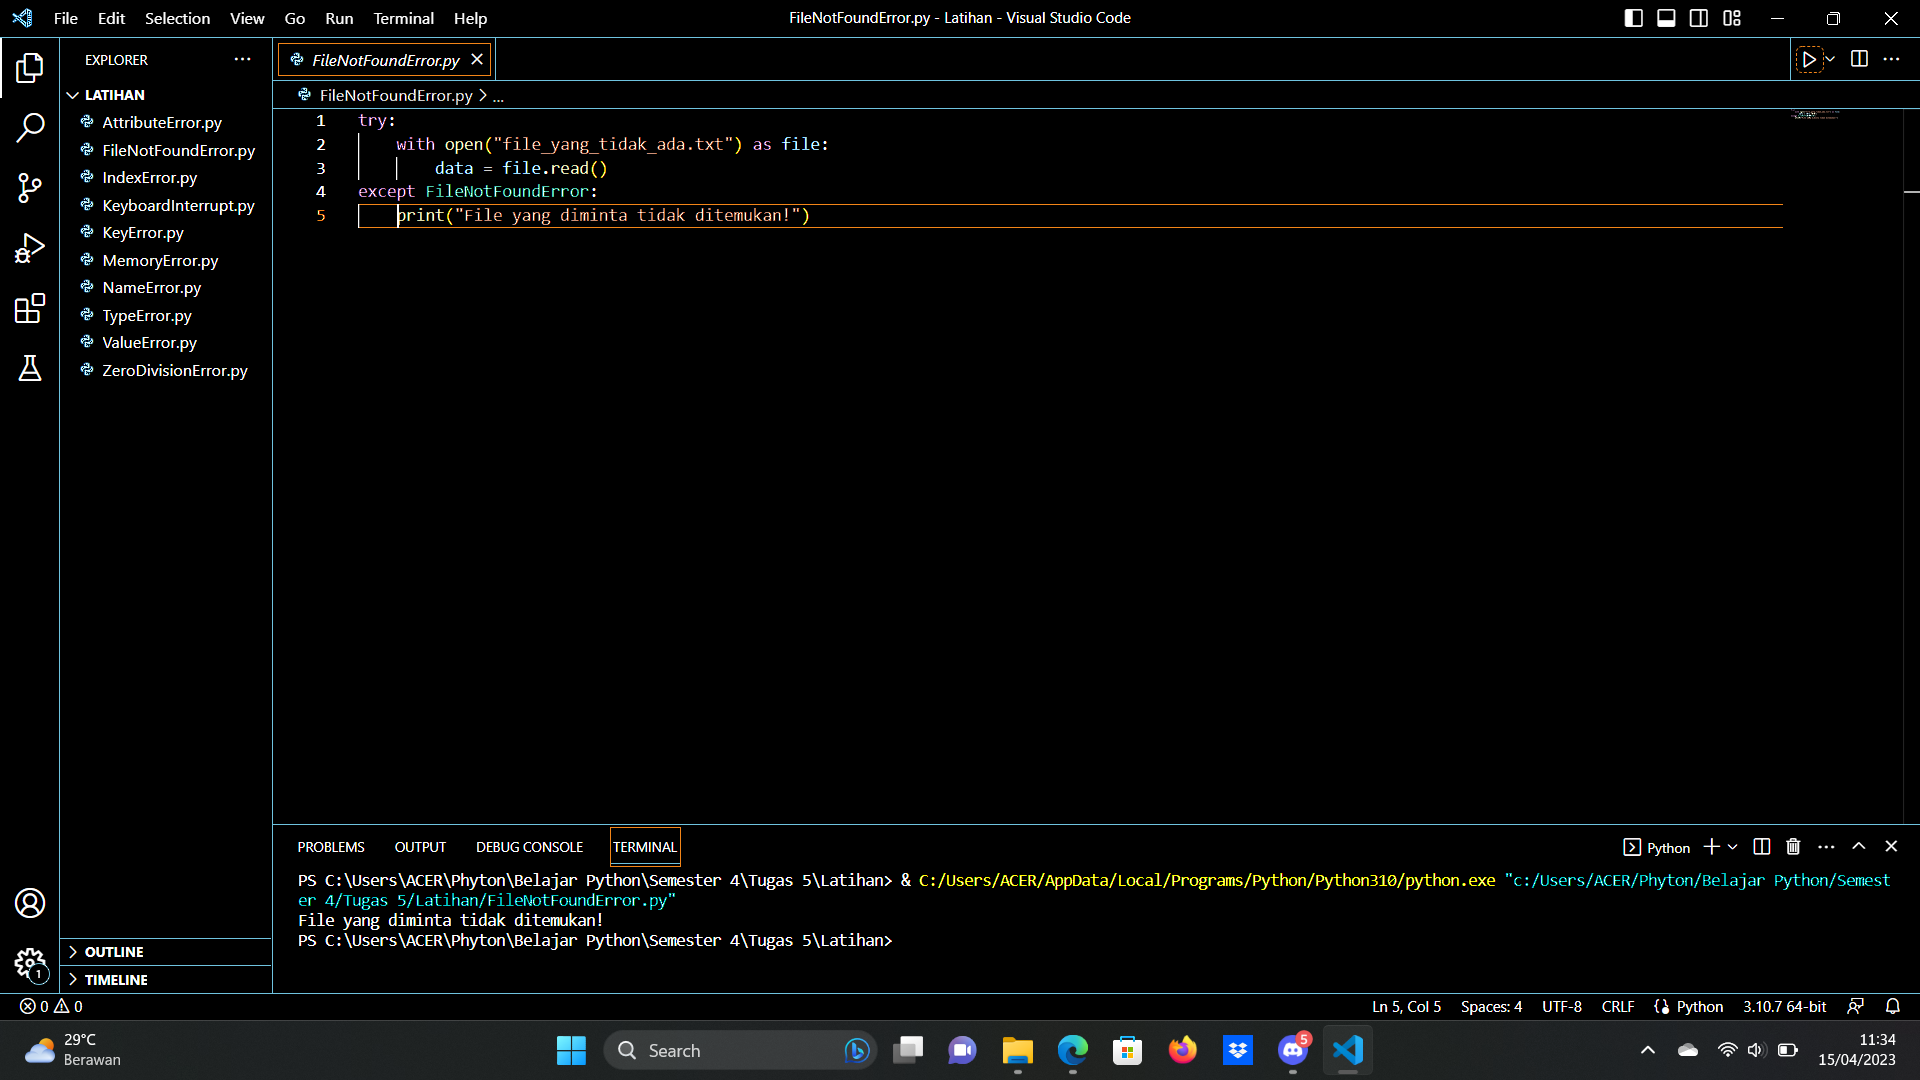 File Edit Selection View Go Run Terminal Help
FileNotFoundError.py - Latihan - Visual Studio Code
EXPLORER
LATIHAN
AttributeError.py
FileNotFoundError.py
IndexError.py
KeyboardInterrupt.py
KeyError.py
MemoryError.py
NameError.py
TypeError.py
ValueError.py
ZeroDivisionError.py
OUTLINE
TIMELINE
FileNotFoundError.py
FileNotFoundError.py > ...
1 try:
2     with open("file_yang_tidak_ada.txt") as file:
3         data = file.read()
4 except FileNotFoundError:
5     print("File yang diminta tidak ditemukan!")
PROBLEMS OUTPUT DEBUG CONSOLE TERMINAL
Python
PS C:\Users\ACER\Phyton\Belajar Python\Semester 4\Tugas 5\Latihan> & C:/Users/ACER/AppData/Local/Programs/Python/Python310/python.exe "c:/Users/ACER/Phyton/Belajar Python/Semest
er 4/Tugas 5/Latihan/FileNotFoundError.py"
File yang diminta tidak ditemukan!
PS C:\Users\ACER\Phyton\Belajar Python\Semester 4\Tugas 5\Latihan>
1
0 0
Ln 5, Col 5 Spaces: 4 UTF-8 CRLF Python 3.10.7 64-bit
29°C
Berawan
Search
5
11:34
15/04/2023